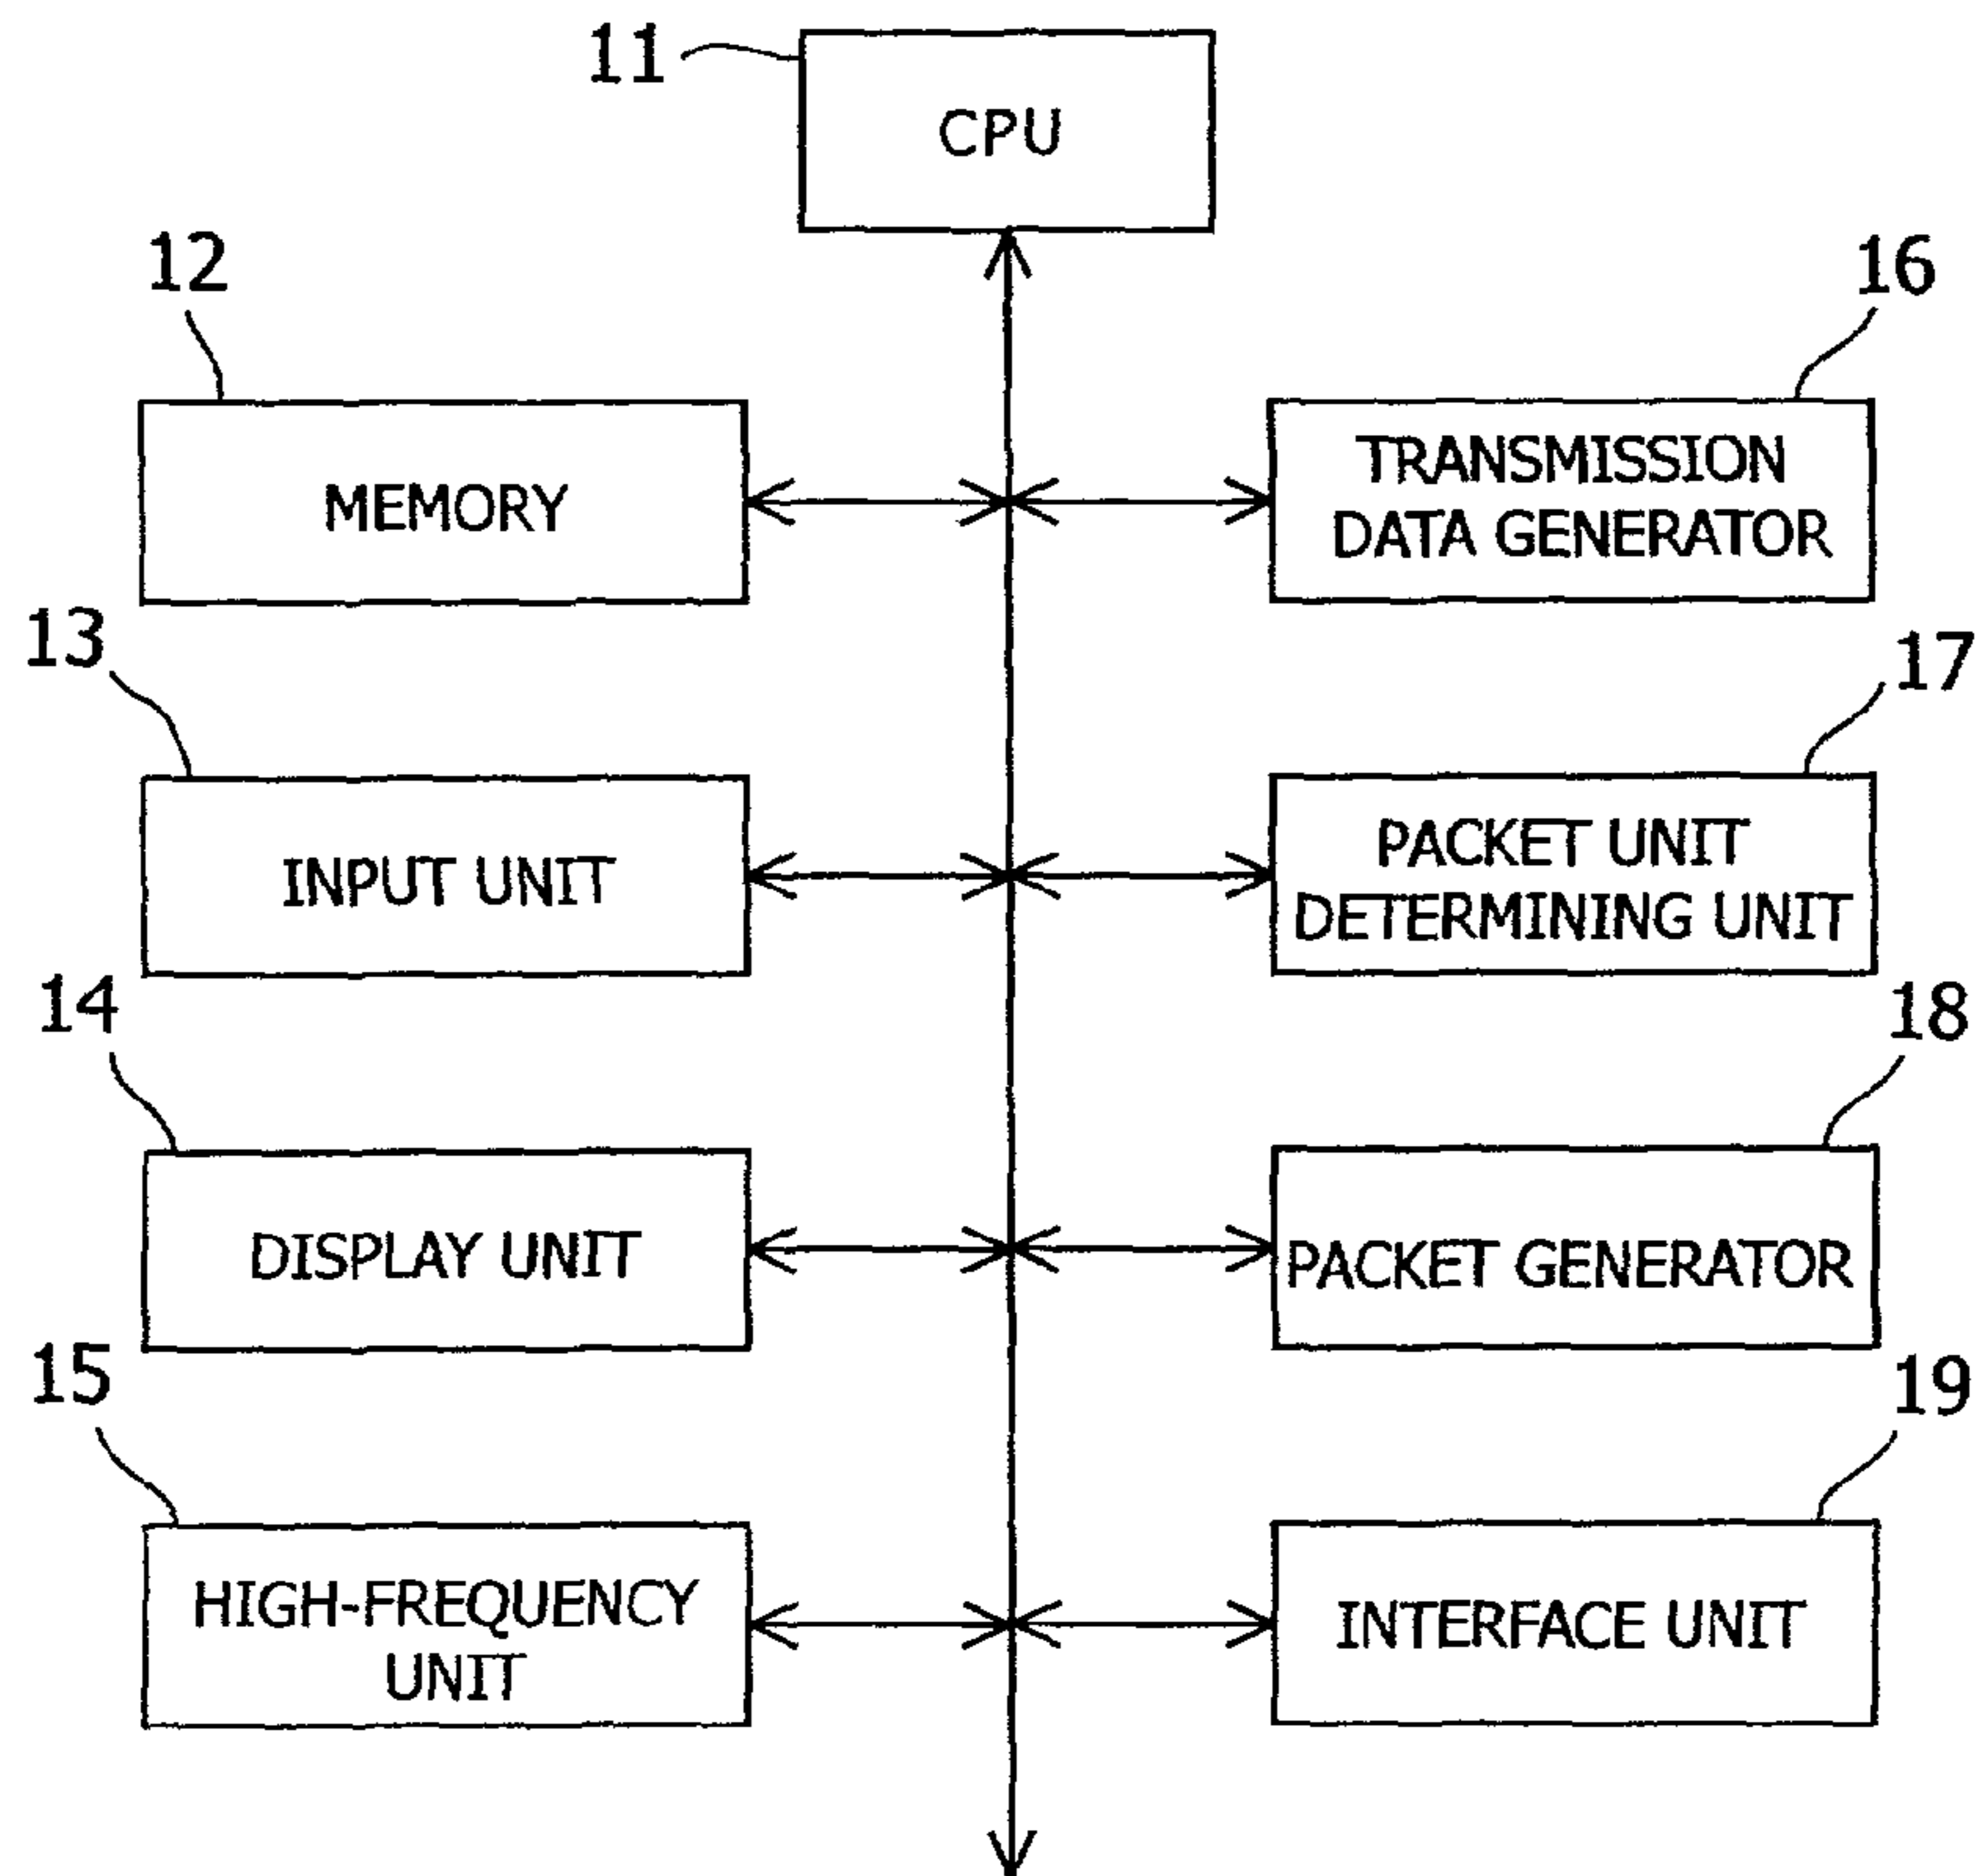 11
CPU
12
MEMORY
16
TRANSMISSION
DATA GENERATOR
13
INPUT UNIT
17
PACKET UNIT
DETERMINING UNIT
14
DISPLAY UNIT
18
PACKET GENERATOR
15
HIGH-FREQUENCY
UNIT
19
INTERFACE UNIT